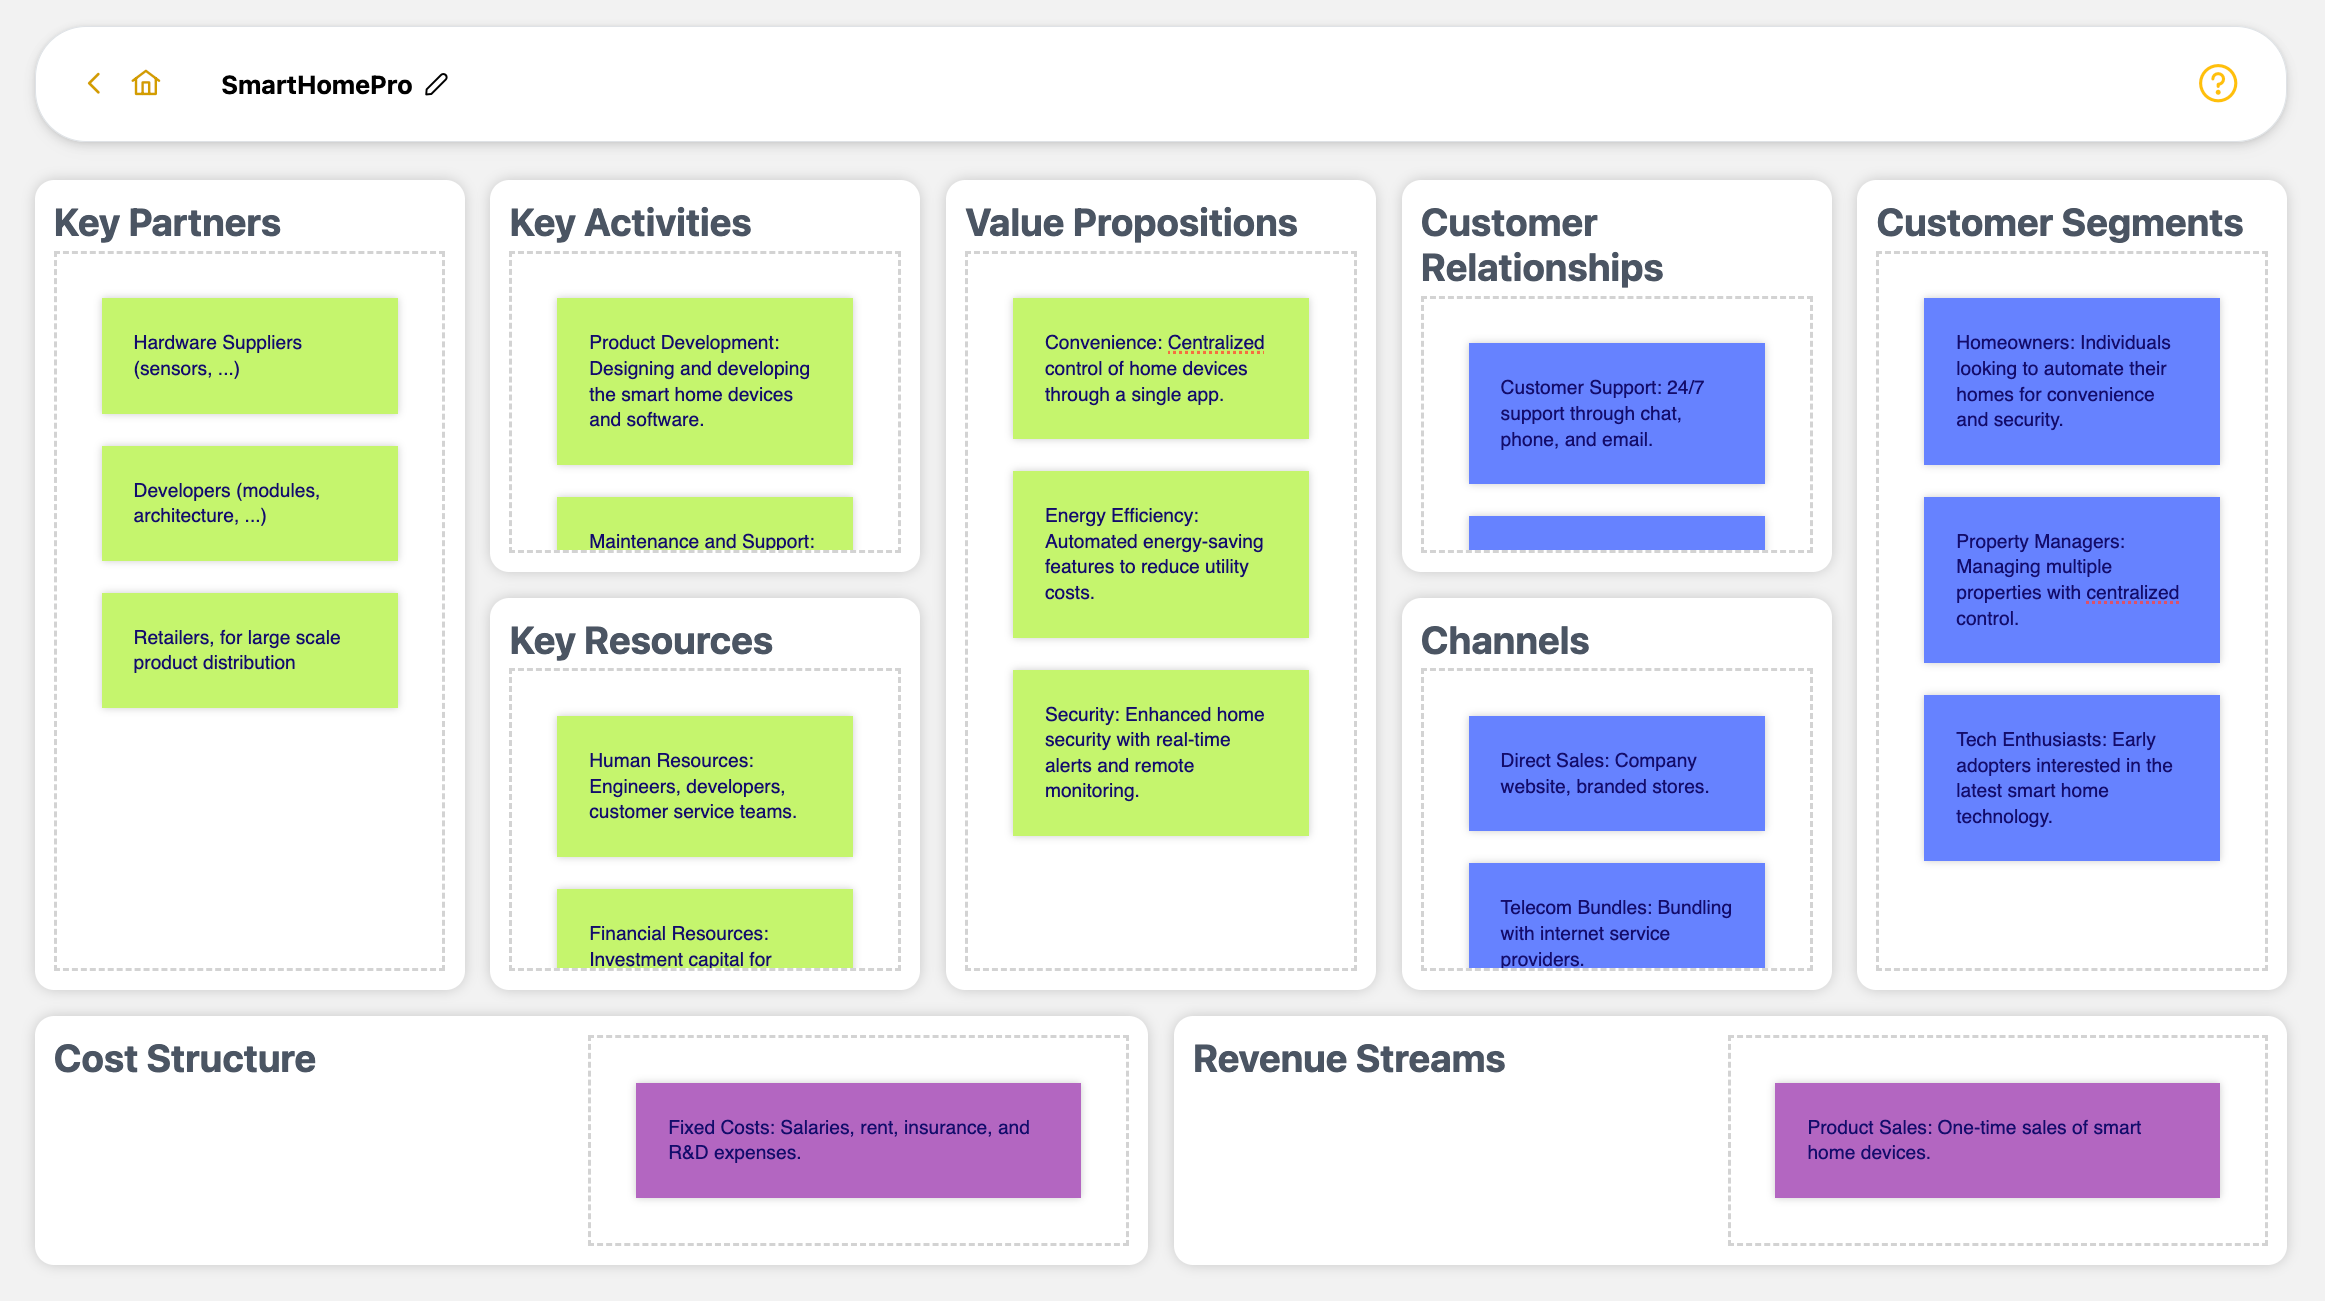 SmartHomePro
Key Partners
Hardware Suppliers
(sensors, ...)
Developers (modules,
architecture, ...)
Retailers, for large scale
product distribution
Key Activities
Product Development:
Designing and developing
the smart home devices
and software.
Maintenance and Support:
Key Resources
Human Resources:
Engineers, developers,
customer service teams.
Financial Resources:
Investment capital for
Value Propositions
Convenience: Centralized
control of home devices
through a single app.
Energy Efficiency:
Automated energy-saving
features to reduce utility
costs.
Security: Enhanced home
security with real-time
alerts and remote
monitoring.
Customer
Relationships
Customer Support: 24/7
support through chat,
phone, and email.
Channels
Direct Sales: Company
website, branded stores.
Telecom Bundles: Bundling
with internet service
providers.
Customer Segments
Homeowners: Individuals
looking to automate their
homes for convenience
and security.
Property Managers:
Managing multiple
properties with centralized
control.
Tech Enthusiasts: Early
adopters interested in the
latest smart home
technology.
Cost Structure
Fixed Costs: Salaries, rent, insurance, and
R&D expenses.
Revenue Streams
Product Sales: One-time sales of smart
home devices.